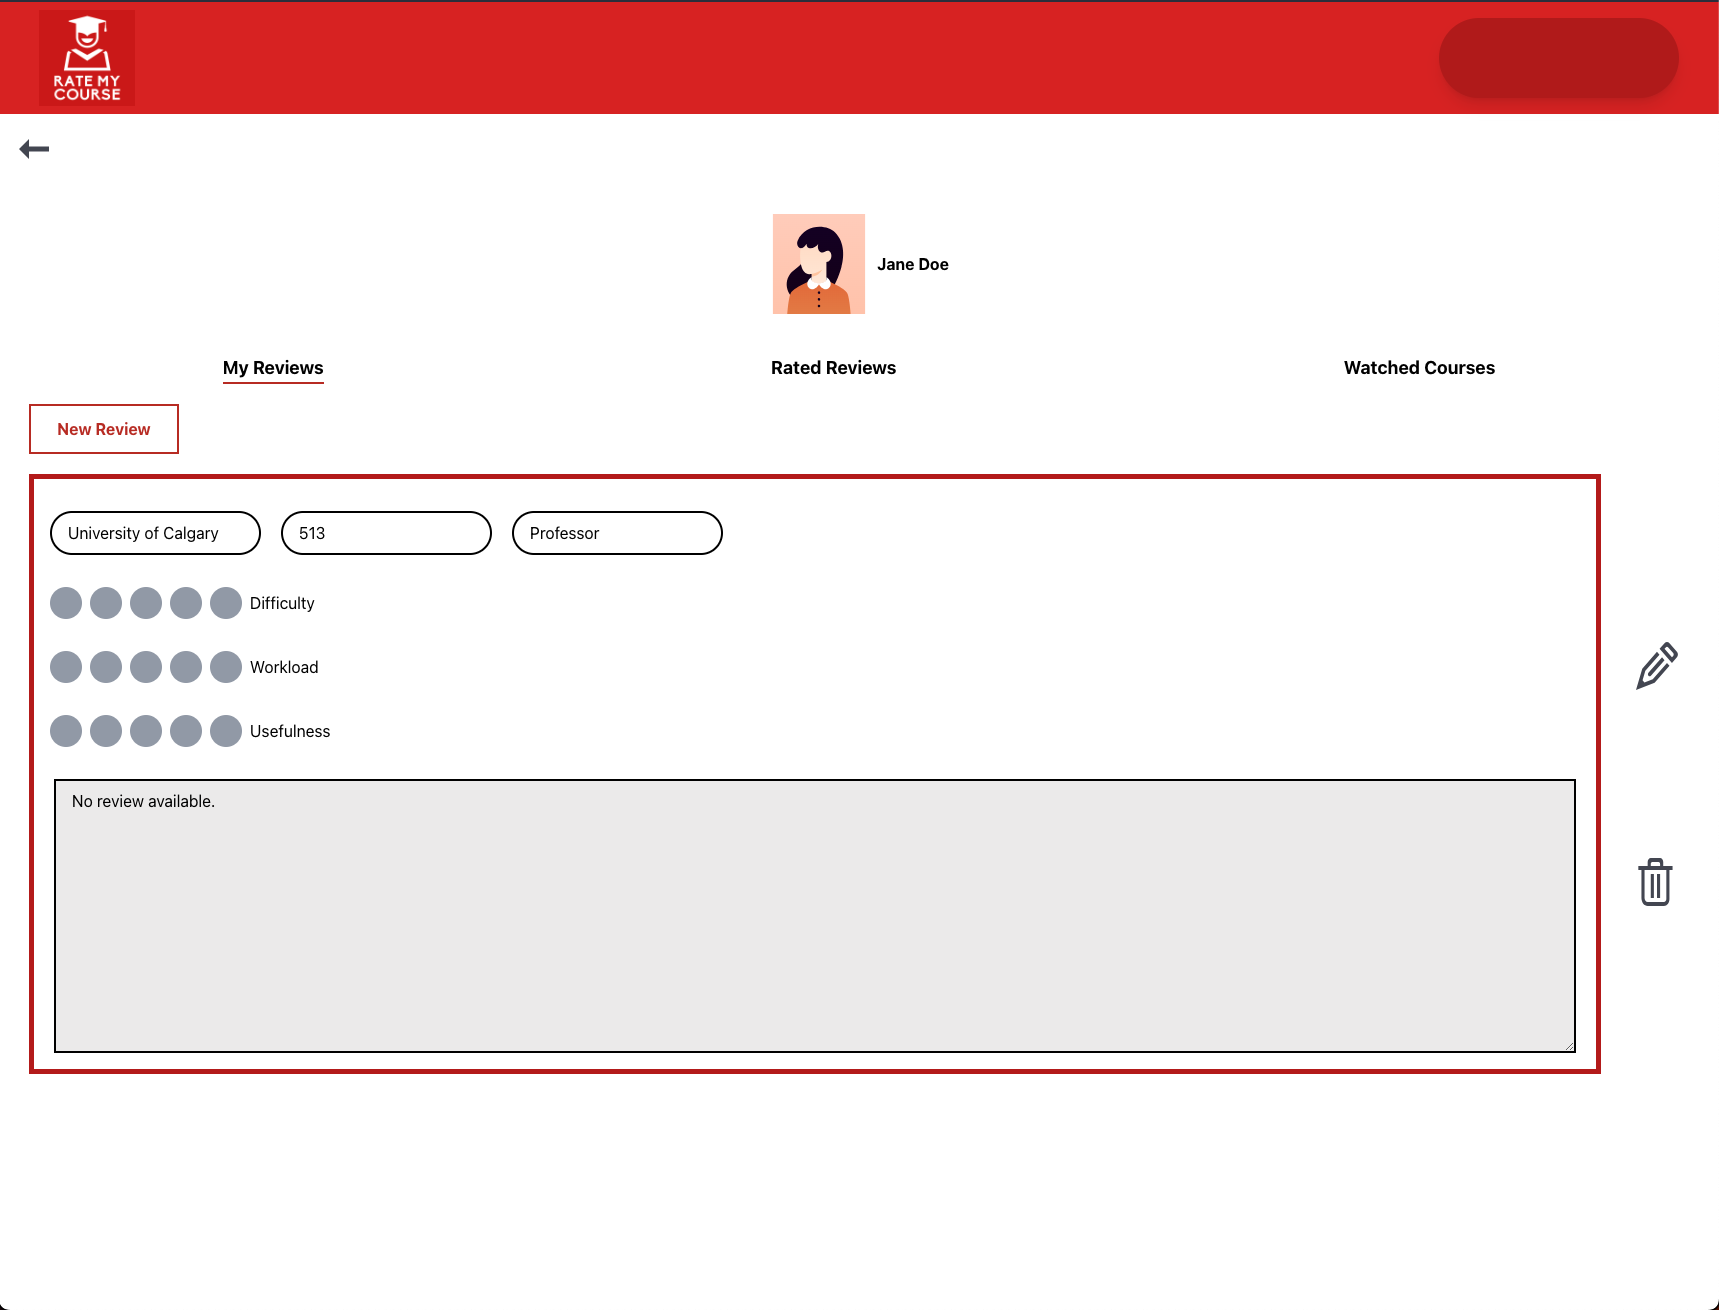 RATE MY
COURSE
Jane Doe
My Reviews
Rated Reviews
Watched Courses
New Review
University of Calgary
513
Professor
Difficulty
Workload
Usefulness
No review available.